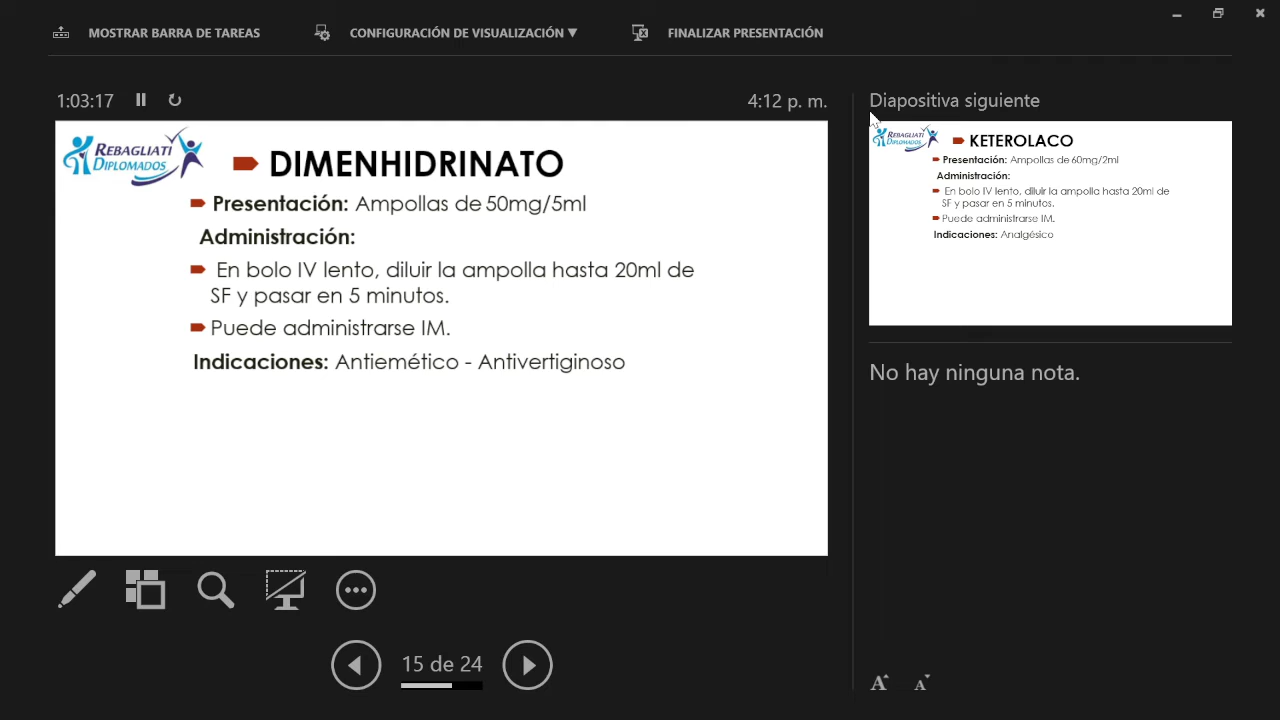 MOSTRAR BARRA DE TAREAS
CONFIGURACIÓN DE VISUALIZACIÓN ▼
FINALIZAR PRESENTACIÓN
1:03:17
4:12 p. m.
REBAGLIATI
DIPLOMADOS
DIMENHIDRINATO
Presentación: Ampollas de 50mg/5ml
Administración:
En bolo IV lento, diluir la ampolla hasta 20ml de
SF y pasar en 5 minutos.
Puede administrarse IM.
Indicaciones: Antiemético - Antivertiginoso
15 de 24
Diapositiva siguiente
REBAGLIATI
DIPLOMADOS
KETEROLACO
Presentación: Ampollas de 60mg/2ml
Administración:
En bolo IV lento, diluir la ampolla hasta 20ml de
SF y pasar en 5 minutos.
Puede administrarse IM.
Indicaciones: Analgésico
No hay ninguna nota.
A A